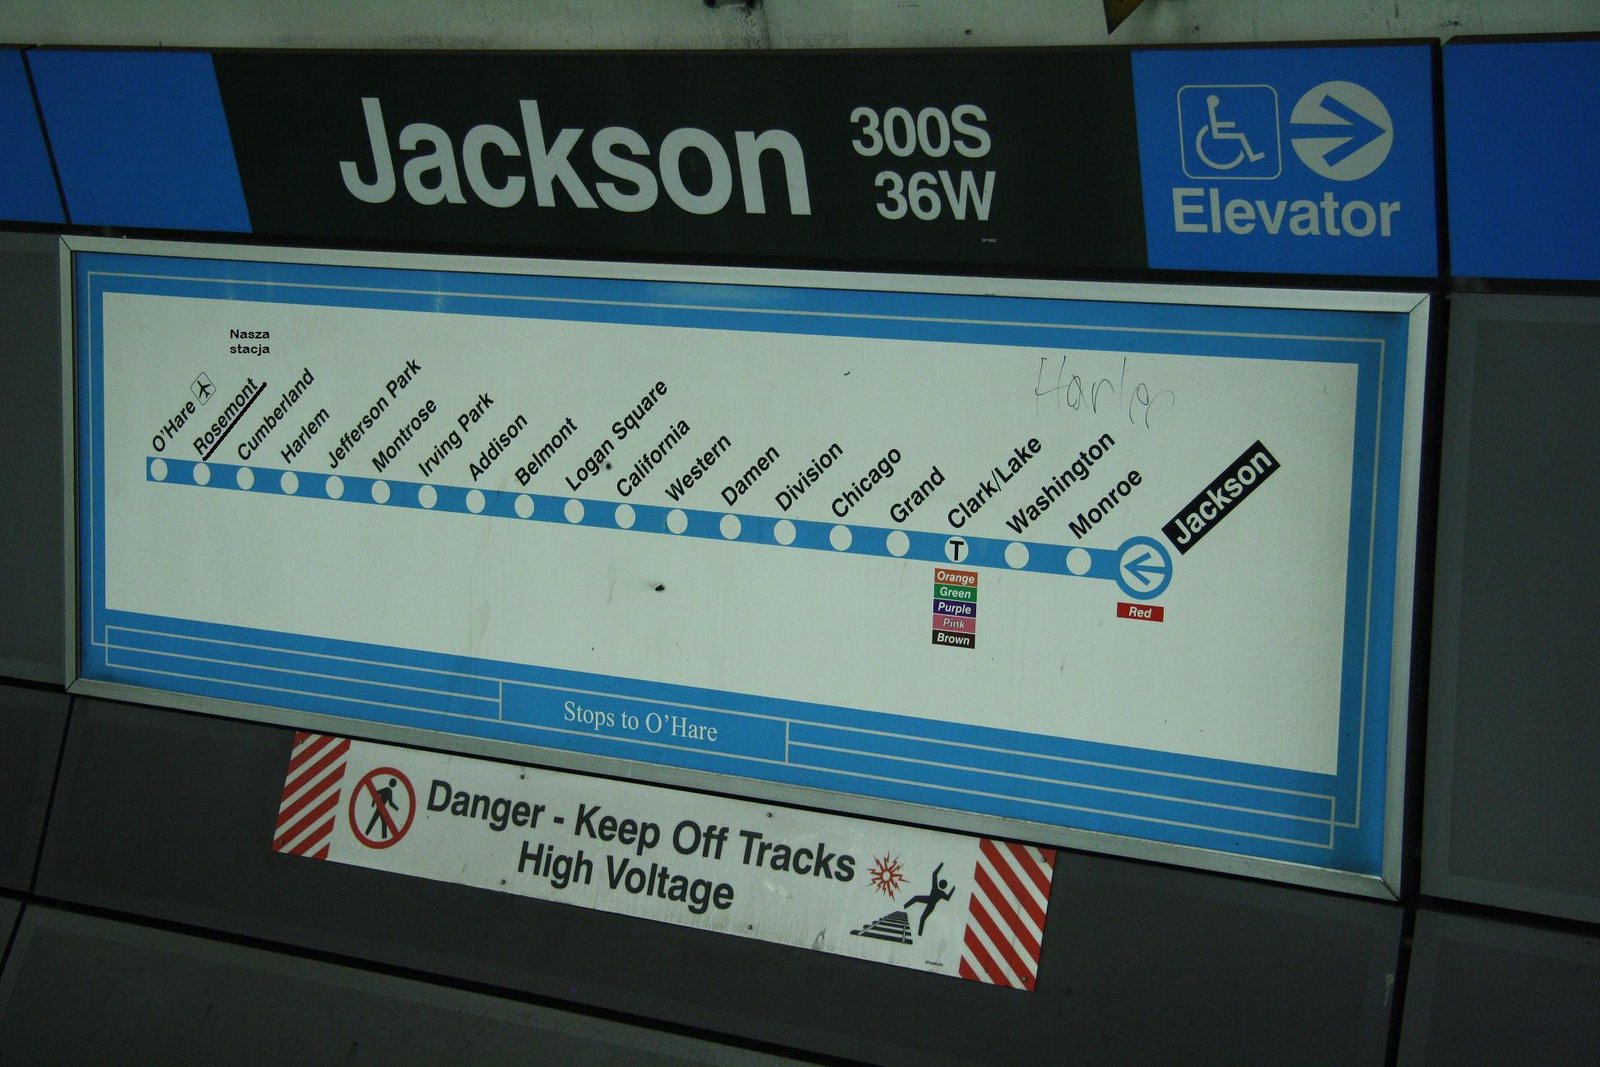 Jackson
300S
36W
Elevator
Nasza
stacja
O'Hare
Rosemont
Cumberland
Harlem
Jefferson Park
Montrose
Irving Park
Addison
Belmont
Logan Square
California
Western
Damen
Division
Chicago
Grand
Clark/Lake
Washington
Monroe
Jackson
T
Orange
Green
Purple
Pink
Brown
Red
Stops to O'Hare
Danger - Keep Off Tracks
High Voltage